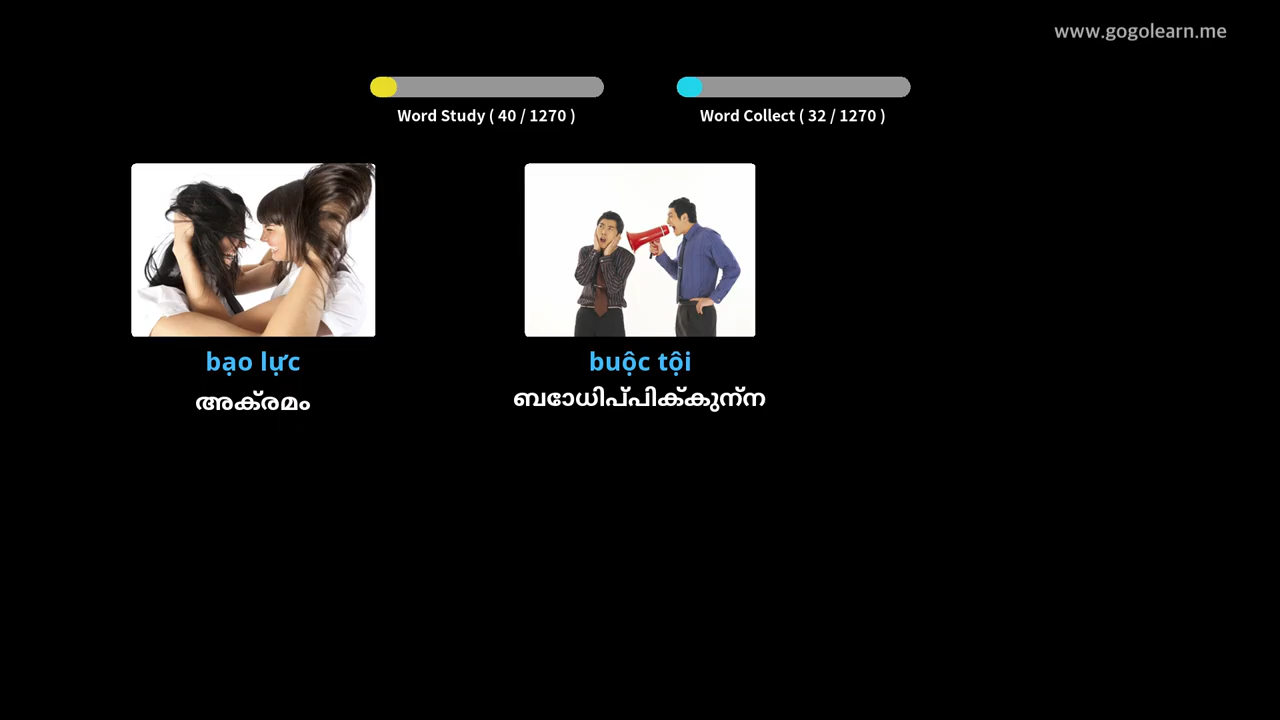 www.gogolearn.me
Word Study ( 40 / 1270 )
Word Collect ( 32 / 1270 )
bạo lực
buộc tội
അക്രമം
ബോധിപ്പിക്കുന്ന